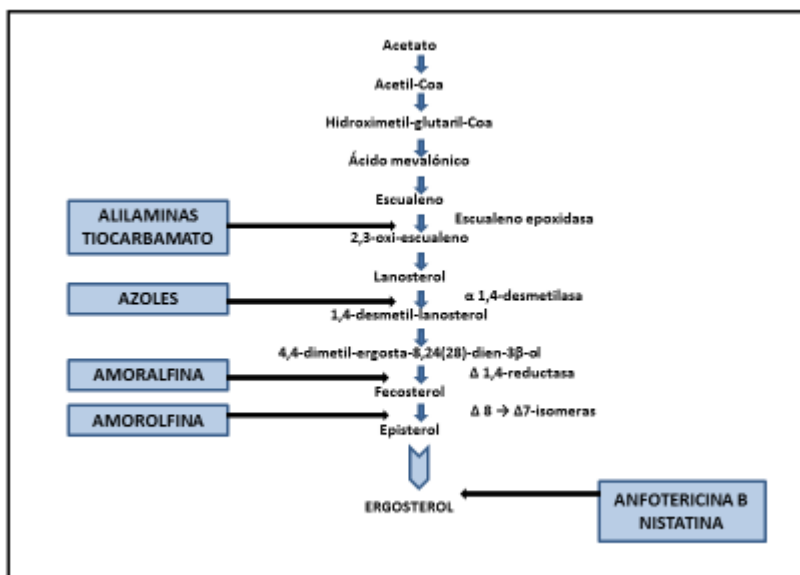 Acetato
Acetil-Coa
Hidroximetil-glutaril-Coa
Ácido mevalónico
Escualeno
ALILAMINAS
TIOCARBAMATO
Escualeno epoxidasa
2,3-oxi-escualeno
Lanosterol
AZOLES
α 1,4-desmetilasa
1,4-desmetil-lanosterol
4,4-dimetil-ergosta-8,24(28)-dien-3β-ol
AMORALFINA
Δ 1,4-reductasa
Fecosterol
AMOROLFINA
Δ 8 → Δ7-isomeras
Episterol
ERGOSTEROL
ANFOTERICINA B
NISTATINA